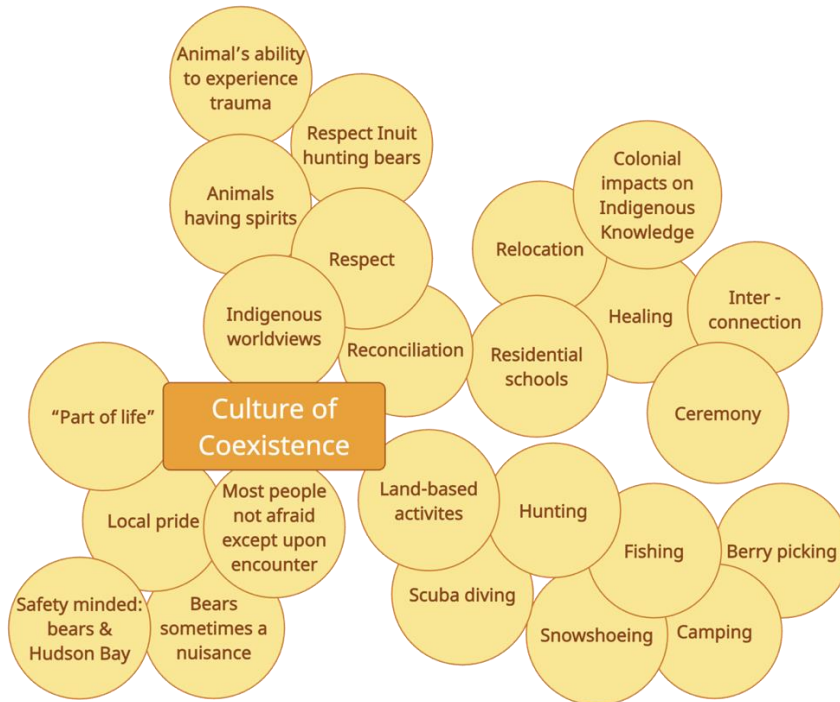 Animal's ability
to experience
trauma
Respect Inuit
hunting bears
Animals
having spirits
Respect
Indigenous
worldviews
Reconciliation
Colonial
impacts on
Indigenous
Knowledge
Relocation
Healing
Inter -
connection
Residential
schools
Ceremony
"Part of life"
Culture of
Coexistence
Local pride
Most people
not afraid
except upon
encounter
Safety minded:
bears &
Hudson Bay
Bears
sometimes a
nuisance
Land-based
activites
Hunting
Scuba diving
Fishing
Berry picking
Snowshoeing
Camping